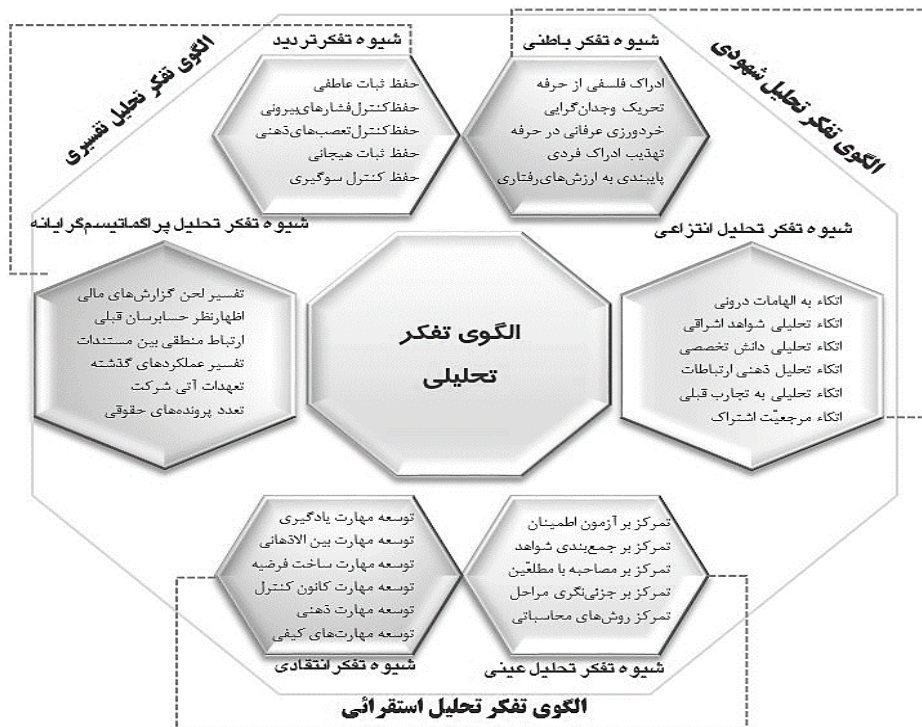 الگوی تفکر تحلیل شهودی
شیوه تفکر باطنی
ادراک فلسفی از حرفه
تحریک وجدان‌گرایی
خردورزی عرفانی در حرفه
تهذیب ادراک فردی
پایبندی به ارزش‌های رفتاری
شیوه تفکر تحلیل انتزاعی
اتکاء به الهامات درونی
اتکاء تحلیلی شواهد اشراقی
اتکاء تحلیلی دانش تخصصی
اتکاء تحلیل ذهنی ارتباطات
اتکاء تحلیلی به تجارب قبلی
اتکاء مرجعیّت اشتراک
الگوی تفکر تحلیل تفسیری
شیوه تفکر تردید
حفظ ثبات عاطفی
حفظ کنترل فشارهای بیرونی
حفظ کنترل تعصب‌های ذهنی
حفظ ثبات هیجانی
حفظ کنترل سوگیری
شیوه تفکر تحلیل پراگماتیسم‌گرایانه
تفسیر لحن گزارش‌های مالی
اظهارنظر حسابرسان قبلی
ارتباط منطقی بین مستندات
تفسیر عملکردهای گذشته
تعهدات آتی شرکت
تعدد پرونده‌های حقوقی
الگوی تفکر
تحلیلی
تمرکز بر آزمون اطمینان
تمرکز بر جمع‌بندی شواهد
تمرکز بر مصاحبه با مطلعّین
تمرکز بر جزئی‌نگری مراحل
تمرکز روش‌های محاسباتی
شیوه تفکر تحلیل عینی
توسعه مهارت یادگیری
توسعه مهارت بین الاذهانی
توسعه مهارت ساخت فرضیه
توسعه مهارت کانون کنترل
توسعه مهارت ذهنی
توسعه مهارت‌های کیفی
شیوه تفکر انتقادی
الگوی تفکر تحلیل استقرائی